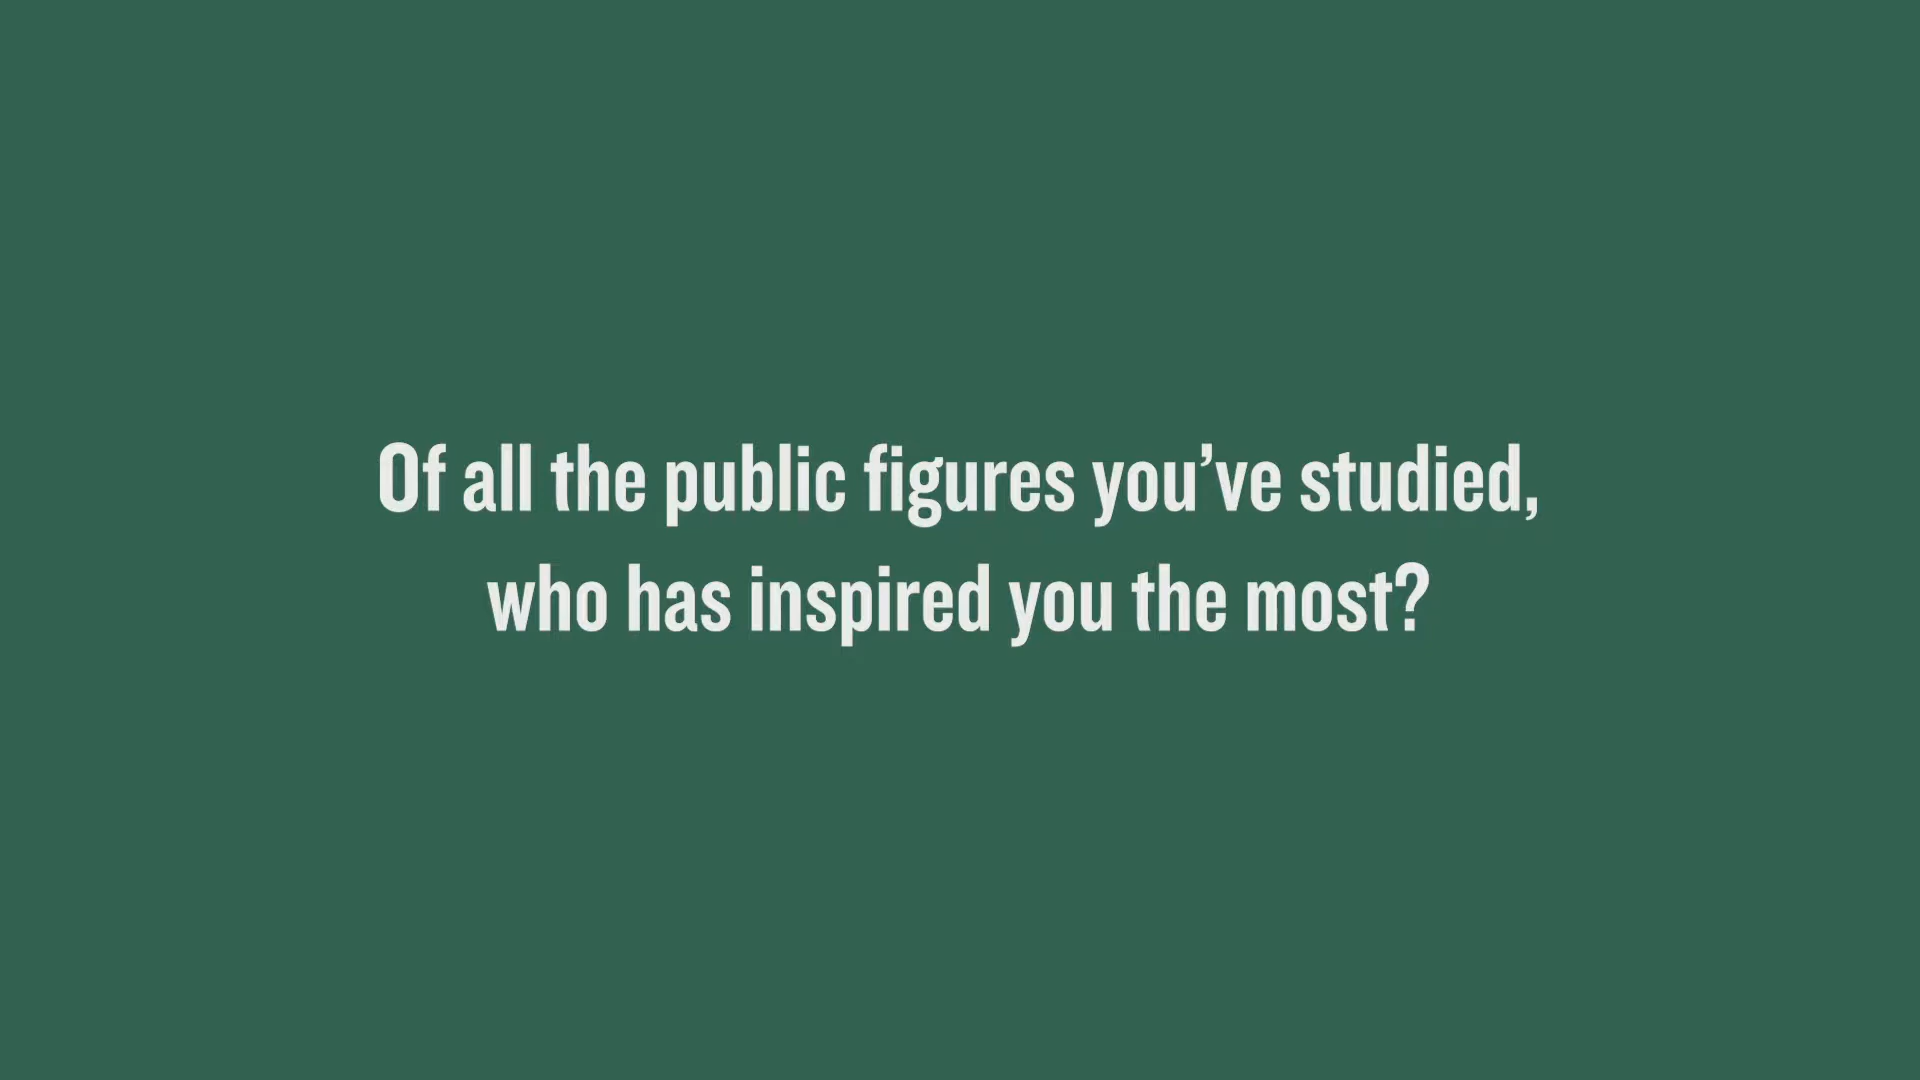 Of all the public figures you’ve studied,
who has inspired you the most?